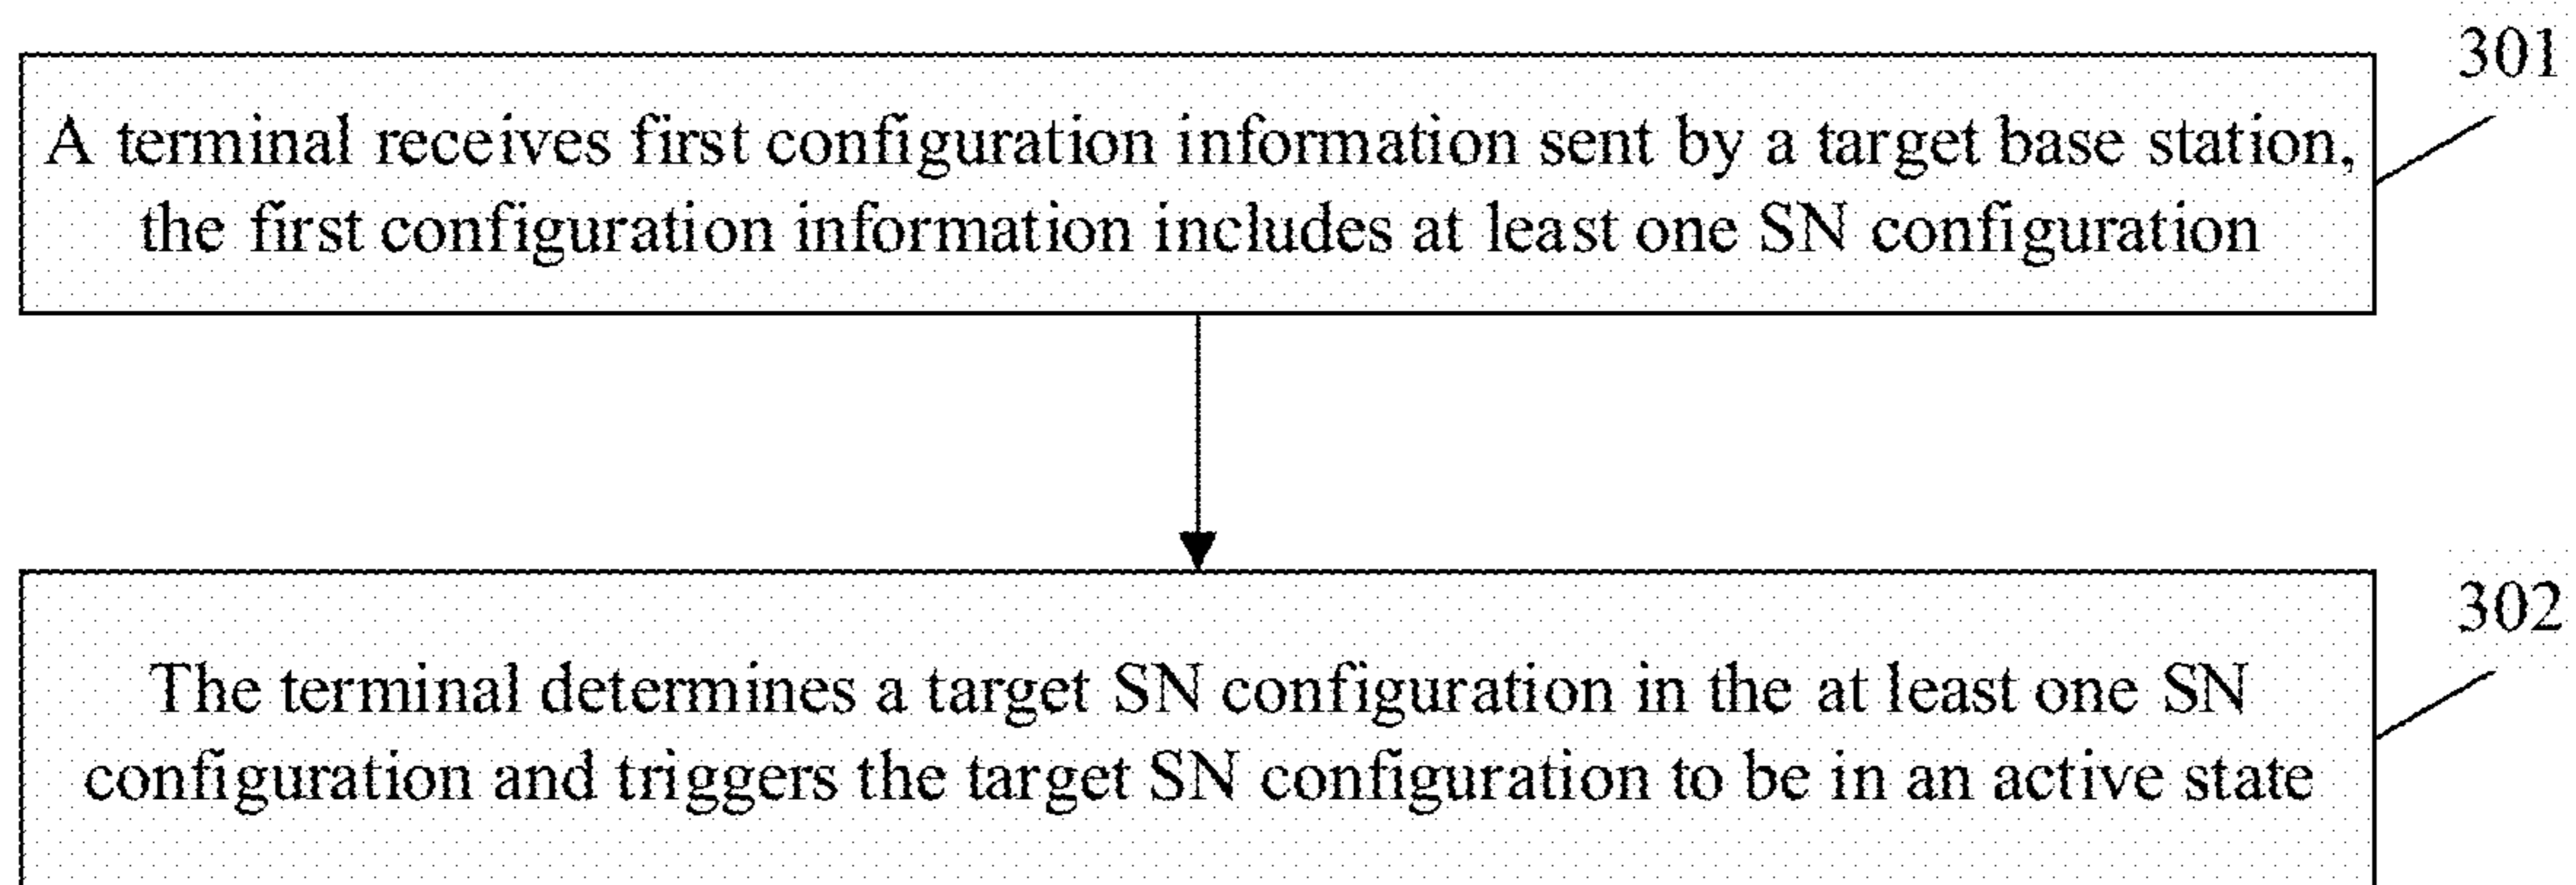 301
A terminal receives first configuration information sent by a target base station,
the first configuration information includes at least one SN configuration
302
The terminal determines a target SN configuration in the at least one SN
configuration and triggers the target SN configuration to be in an active state